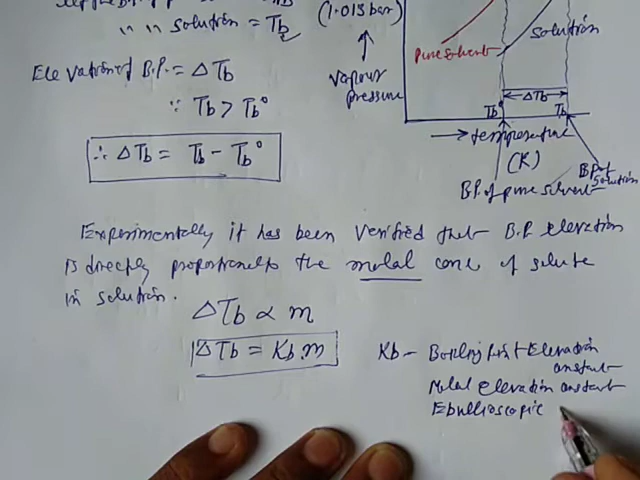 solution = Tb
(1.013 bar)
Vapour
pressure
pure solvent
solution
Elevation of B.P. = ΔTb
∵ Tb > Tb°
∴ ΔTb = Tb - Tb°
ΔTb
Tb° Tb
temperature
(K)
B.P of pure solvent
B.P of
solution
Experimentally it has been verified that B.P. elevation
is directly proportional to the molal conc of solute
in solution.
ΔTb ∝ m
ΔTb = Kb.m
Kb - Boiling Point Elevation
constant
Molal elevation constant
Ebullioscopic